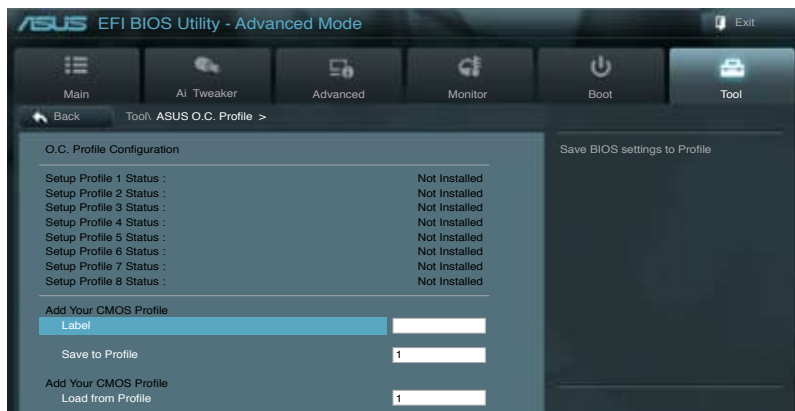 ASUS EFI BIOS Utility - Advanced Mode
Exit
Main
Ai Tweaker
Advanced
Monitor
Boot
Tool
Back
Tool\ ASUS O.C. Profile >
O.C. Profile Configuration
Save BIOS settings to Profile
Setup Profile 1 Status : Not Installed
Setup Profile 2 Status : Not Installed
Setup Profile 3 Status : Not Installed
Setup Profile 4 Status : Not Installed
Setup Profile 5 Status : Not Installed
Setup Profile 6 Status : Not Installed
Setup Profile 7 Status : Not Installed
Setup Profile 8 Status : Not Installed
Add Your CMOS Profile
Label
Save to Profile 1
Add Your CMOS Profile
Load from Profile 1